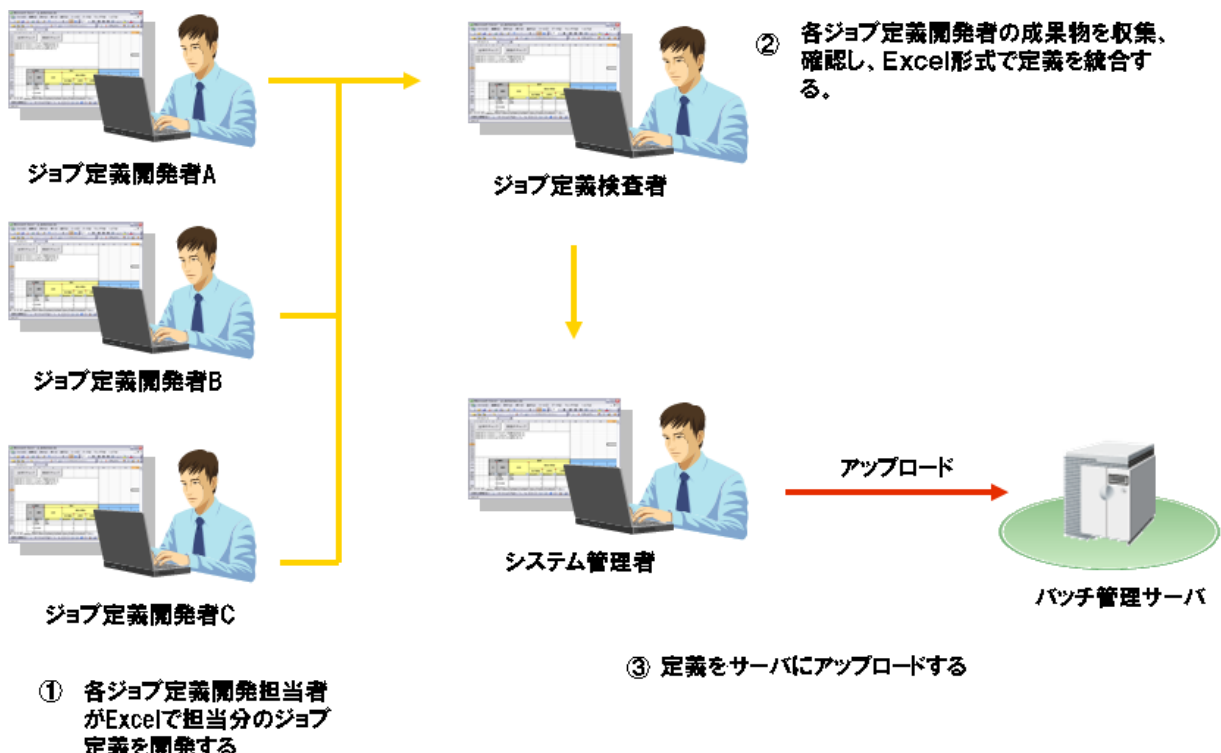 ジョブ定義開発者A
ジョブ定義開発者B
ジョブ定義開発者C
① 各ジョブ定義開発担当者
がExcelで担当分のジョブ
定義を開発する
② 各ジョブ定義開発者の成果物を収集、
確認し、Excel形式で定義を統合す
る。
ジョブ定義検査者
システム管理者
アップロード
バッチ管理サーバ
③ 定義をサーバにアップロードする